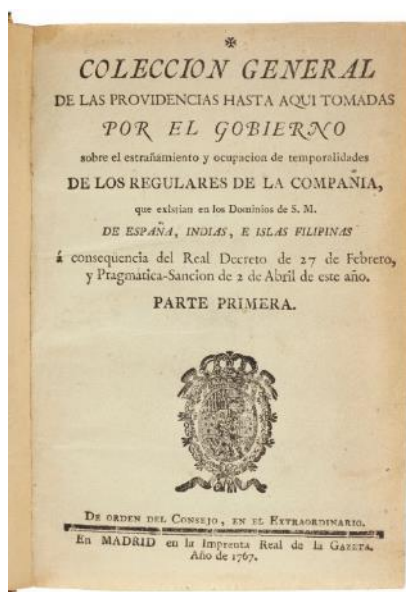 COLECCION GENERAL
DE LAS PROVIDENCIAS HASTA AQUI TOMADAS
POR EL GOBIERNO
sobre el estrañamiento y ocupacion de temporalidades
DE LOS REGULARES DE LA COMPAÑIA,
que existian en los Dominios de S. M.
DE ESPAÑA, INDIAS, E ISLAS FILIPINAS
á consequencia del Real Decreto de 27 de Febrero,
y Pragmática-Sancion de 2 de Abril de este año.
PARTE PRIMERA.
DE ORDEN DEL CONSEJO, EN EL EXTRAORDINARIO.
En MADRID en la Imprenta Real de la GAZETA.
Año de 1767.